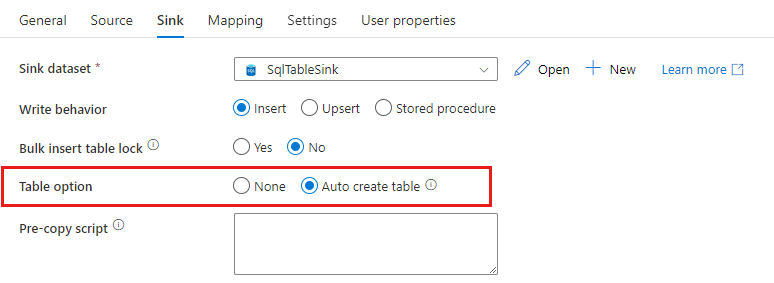 General Source Sink Mapping Settings User properties
Sink dataset * SQL SqlTableSink Open New Learn more
Write behavior Insert Upsert Stored procedure
Bulk insert table lock Yes No
Table option None Auto create table
Pre-copy script